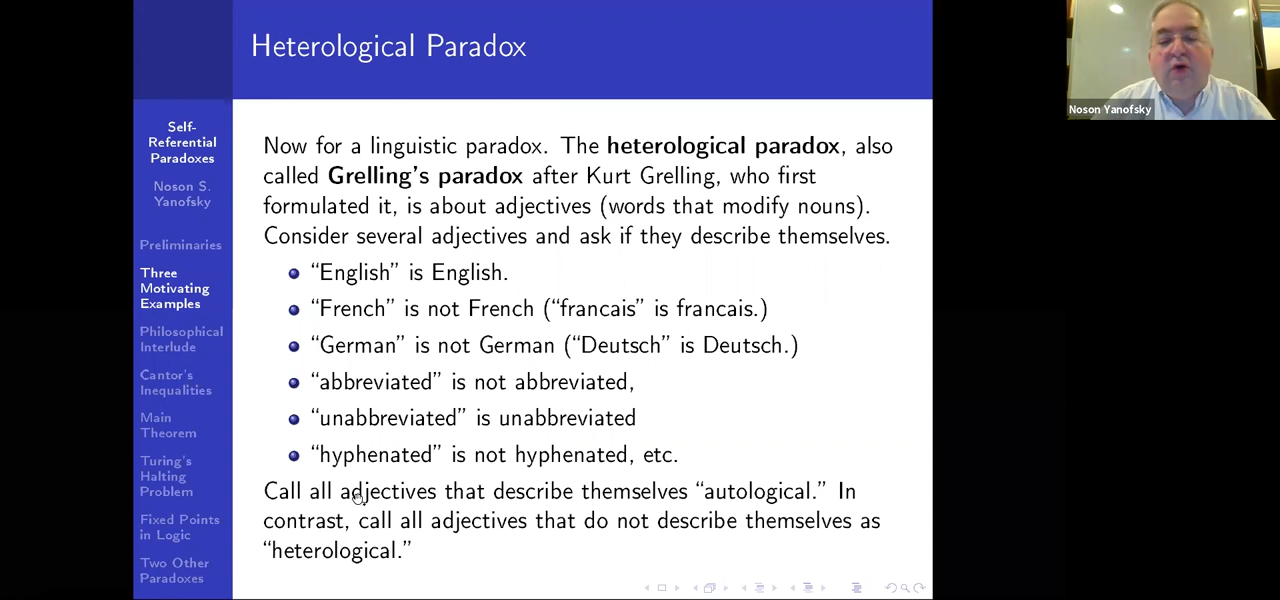 Heterological Paradox
Self-
Referential
Paradoxes
Noson S.
Yanofsky
Preliminaries
Three
Motivating
Examples
Philosophical
Interlude
Cantor's
Inequalities
Main
Theorem
Turing's
Halting
Problem
Fixed Points
in Logic
Two Other
Paradoxes
Now for a linguistic paradox. The heterological paradox, also
called Grelling's paradox after Kurt Grelling, who first
formulated it, is about adjectives (words that modify nouns).
Consider several adjectives and ask if they describe themselves.
“English” is English.
“French” is not French (“francais” is francais.)
“German” is not German (“Deutsch” is Deutsch.)
“abbreviated” is not abbreviated,
“unabbreviated” is unabbreviated
“hyphenated” is not hyphenated, etc.
Call all adjectives that describe themselves “autological.” In
contrast, call all adjectives that do not describe themselves as
“heterological.”
Noson Yanofsky